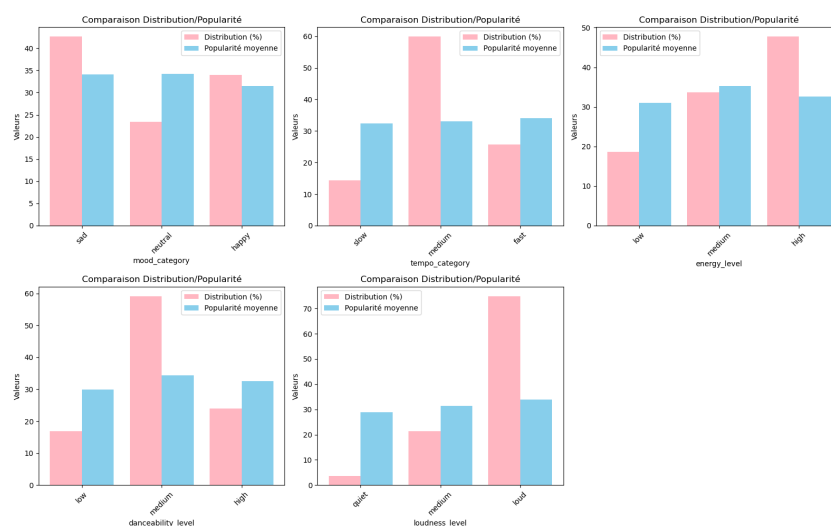 Comparaison Distribution/Popularité
Distribution (%)
Popularité moyenne
Valeurs
40
35
30
25
20
15
10
5
0
sad
neutral
happy
mood_category
Comparaison Distribution/Popularité
Distribution (%)
Popularité moyenne
Valeurs
60
50
40
30
20
10
0
slow
medium
fast
tempo_category
Comparaison Distribution/Popularité
Distribution (%)
Popularité moyenne
Valeurs
50
40
30
20
10
0
low
medium
high
energy_level
Comparaison Distribution/Popularité
Distribution (%)
Popularité moyenne
Valeurs
60
50
40
30
20
10
0
low
medium
high
danceability_level
Comparaison Distribution/Popularité
Distribution (%)
Popularité moyenne
Valeurs
70
60
50
40
30
20
10
0
quiet
medium
loud
loudness_level